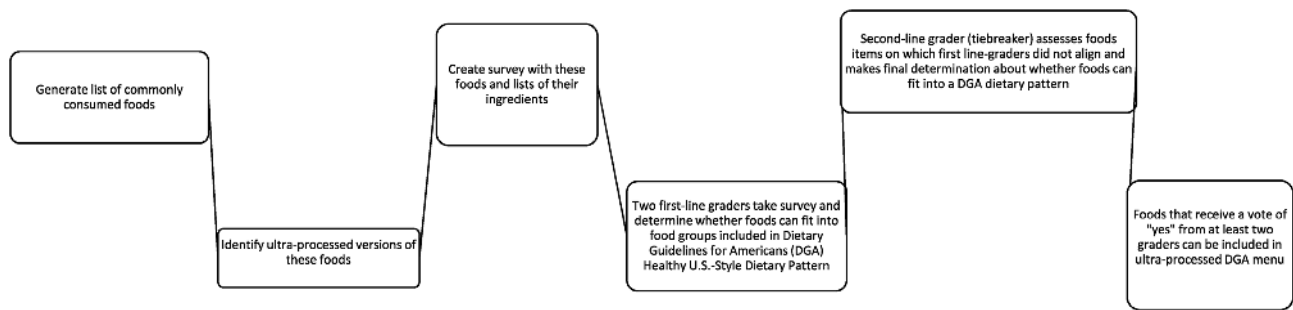 Generate list of commonly
consumed foods
Identify ultra-processed versions of
these foods
Create survey with these
foods and lists of their
ingredients
Two first-line graders take survey and
determine whether foods can fit into
food groups included in Dietary
Guidelines for Americans (DGA)
Healthy U.S.-Style Dietary Pattern
Second-line grader (tiebreaker) assesses foods
items on which first line-graders did not align and
makes final determination about whether foods can
fit into a DGA dietary pattern
Foods that receive a vote of
"yes" from at least two
graders can be included in
ultra-processed DGA menu